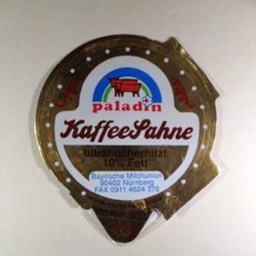 paladin
KaffeeSahne
ultrahocherhitzt
10% Fett
Bayrische Milchunion
90402 Nürnberg
FAX 0911 4624 376